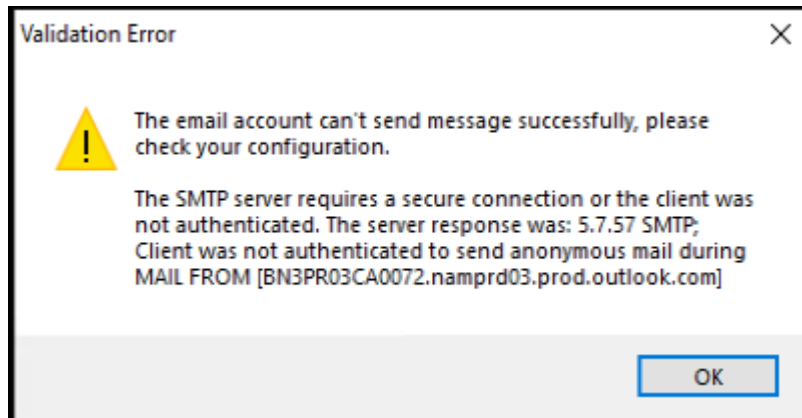 Validation Error
The email account can't send message successfully, please
check your configuration.
The SMTP server requires a secure connection or the client was
not authenticated. The server response was: 5.7.57 SMTP;
Client was not authenticated to send anonymous mail during
MAIL FROM [BN3PR03CA0072.namprd03.prod.outlook.com]
OK